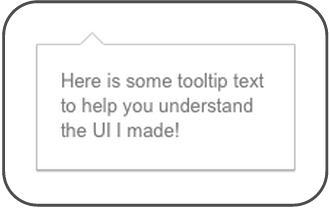 Here is some tooltip text
to help you understand
the UI I made!